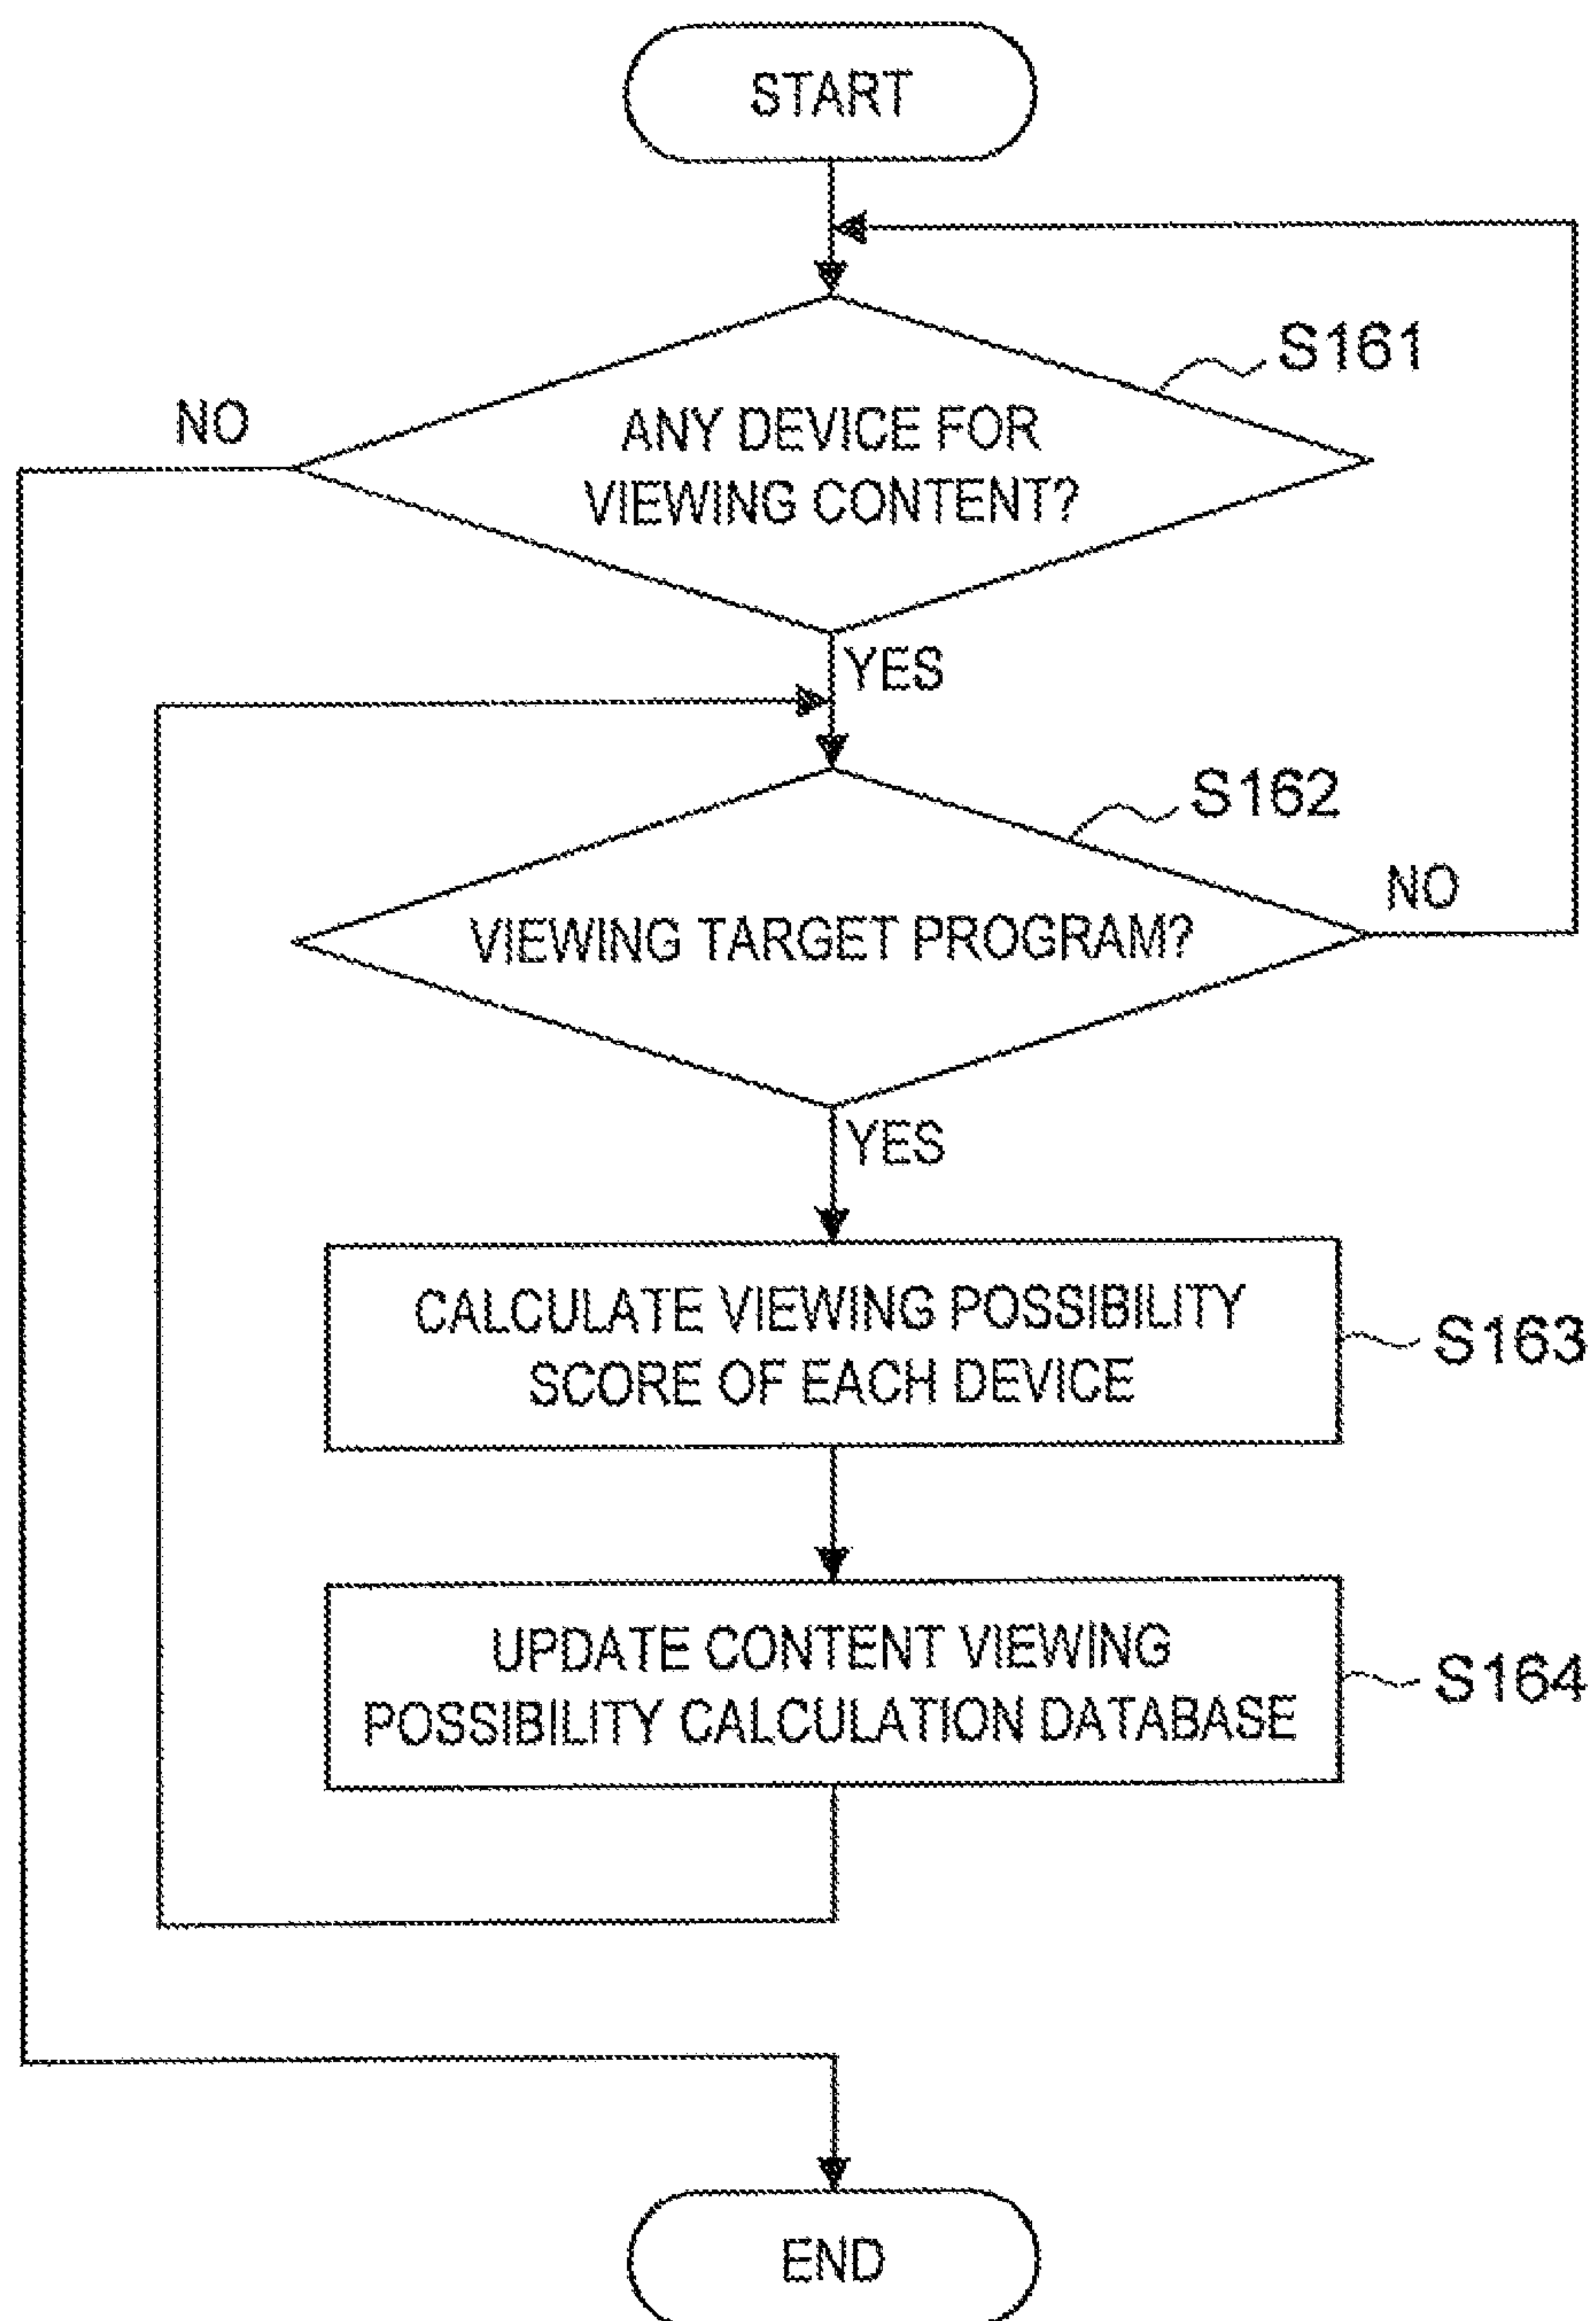 START
S161
NO
ANY DEVICE FOR
VIEWING CONTENT?
YES
S162
NO
VIEWING TARGET PROGRAM?
YES
CALCULATE VIEWING POSSIBILITY
SCORE OF EACH DEVICE
S163
UPDATE CONTENT VIEWING
POSSIBILITY CALCULATION DATABASE
S164
END